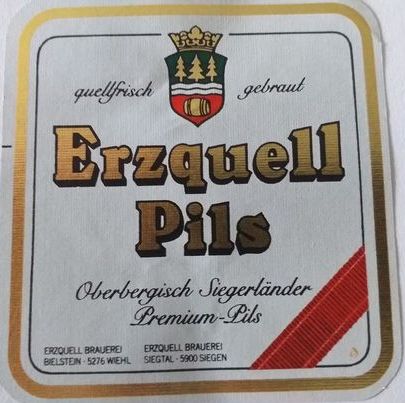 quellfrisch gebraut
Erzquell
Pils
Oberbergisch Siegerländer
Premium-Pils
ERZQUELL BRAUEREI ERZQUELL BRAUEREI
BIELSTEIN · 5276 WIEHL SIEGTAL · 5900 SIEGEN